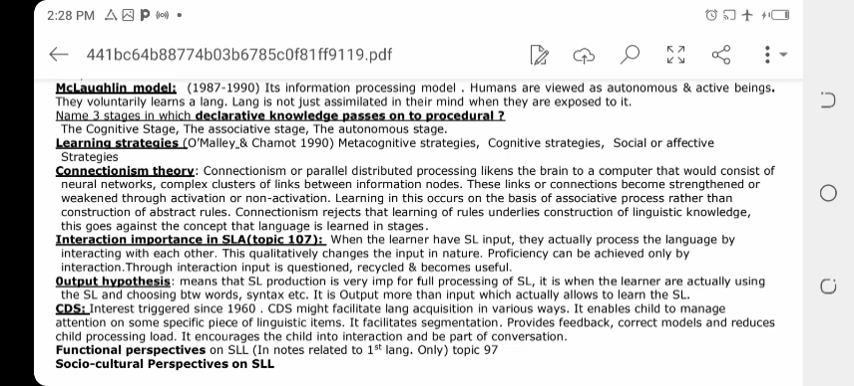 2:28 PM
441bc64b88774b03b6785c0f81ff9119.pdf
McLaughlin model: (1987-1990) Its information processing model . Humans are viewed as autonomous & active beings.
They voluntarily learns a lang. Lang is not just assimilated in their mind when they are exposed to it.
Name 3 stages in which declarative knowledge passes on to procedural ?
The Cognitive Stage, The associative stage, The autonomous stage.
Learning strategies (O'Malley & Chamot 1990) Metacognitive strategies, Cognitive strategies, Social or affective
Strategies
Connectionism theory: Connectionism or parallel distributed processing likens the brain to a computer that would consist of
neural networks, complex clusters of links between information nodes. These links or connections become strengthened or
weakened through activation or non-activation. Learning in this occurs on the basis of associative process rather than
construction of abstract rules. Connectionism rejects that learning of rules underlies construction of linguistic knowledge,
this goes against the concept that language is learned in stages.
Interaction importance in SLA(topic 107): When the learner have SL input, they actually process the language by
interacting with each other. This qualitatively changes the input in nature. Proficiency can be achieved only by
interaction.Through interaction input is questioned, recycled & becomes useful.
Output hypothesis: means that SL production is very imp for full processing of SL, it is when the learner are actually using
the SL and choosing btw words, syntax etc. It is Output more than input which actually allows to learn the SL.
CDS: Interest triggered since 1960 . CDS might facilitate lang acquisition in various ways. It enables child to manage
attention on some specific piece of linguistic items. It facilitates segmentation. Provides feedback, correct models and reduces
child processing load. It encourages the child into interaction and be part of conversation.
Functional perspectives on SLL (In notes related to 1st lang. Only) topic 97
Socio-cultural Perspectives on SLL